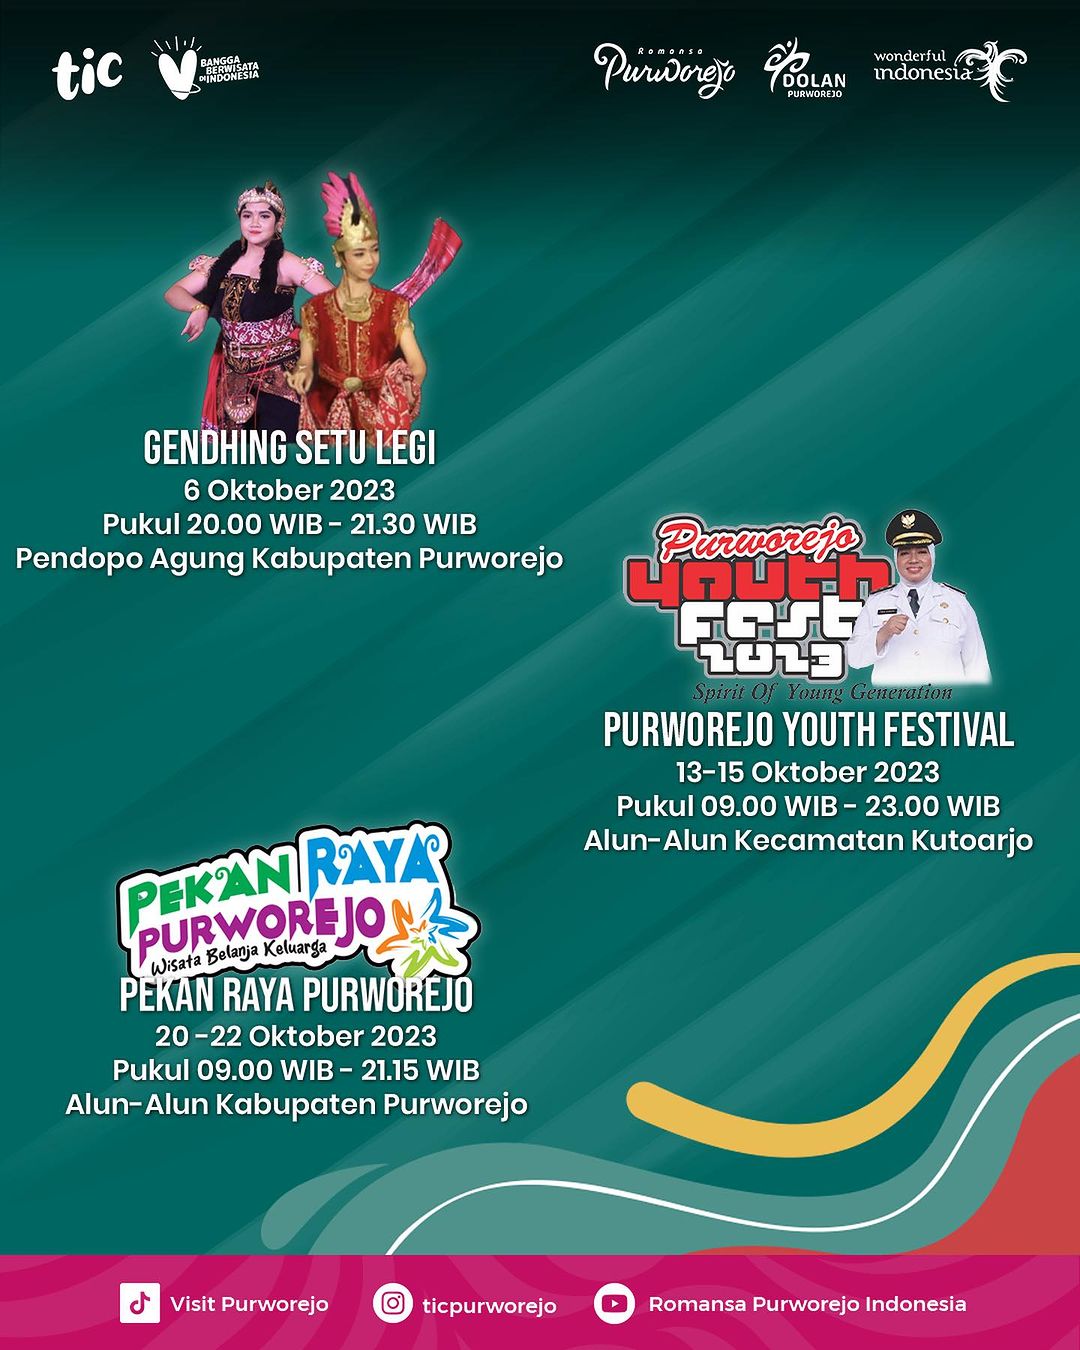 tic
BANGGA
BERWISATA
DI INDONESIA
Romansa
Purworejo
DOLAN
PURWOREJO
wonderful
indonesia
GENDHING SETU LEGI
6 Oktober 2023
Pukul 20.00 WIB - 21.30 WIB
Pendopo Agung Kabupaten Purworejo
Purworejo
Youth
Fest
2023
Spirit Of Young Generation
PURWOREJO YOUTH FESTIVAL
13-15 Oktober 2023
Pukul 09.00 WIB - 23.00 WIB
Alun-Alun Kecamatan Kutoarjo
PEKAN RAYA
PURWOREJO
Wisata Belanja Keluarga
PEKAN RAYA PURWOREJO
20 -22 Oktober 2023
Pukul 09.00 WIB - 21.15 WIB
Alun-Alun Kabupaten Purworejo
Visit Purworejo
ticpurworejo
Romansa Purworejo Indonesia